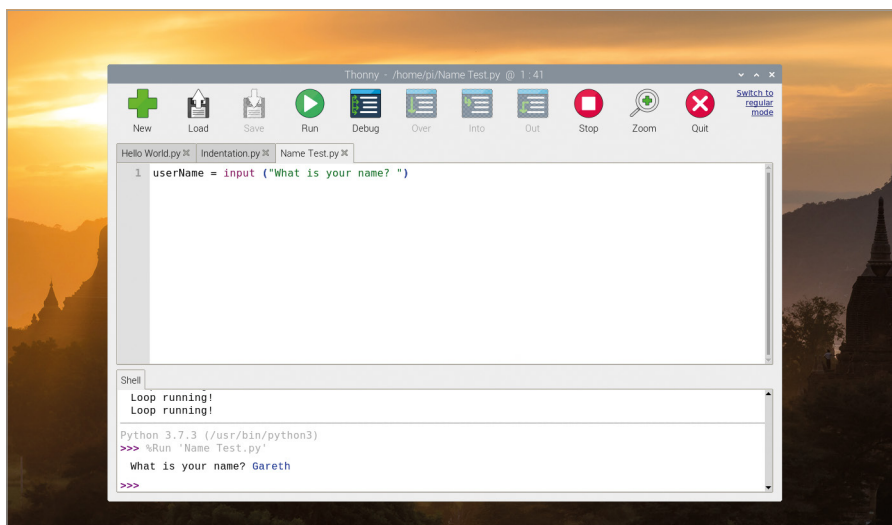 Thonny - /home/pi/Name Test.py @ 1 : 41
New Load Save Run Debug Over Into Out Stop Zoom Quit
Switch to
regular
mode
Hello World.py Indentation.py Name Test.py
1 userName = input ("What is your name? ")
Shell
Loop running!
Loop running!
Python 3.7.3 (/usr/bin/python3)
>>> %Run 'Name Test.py'
What is your name? Gareth
>>>